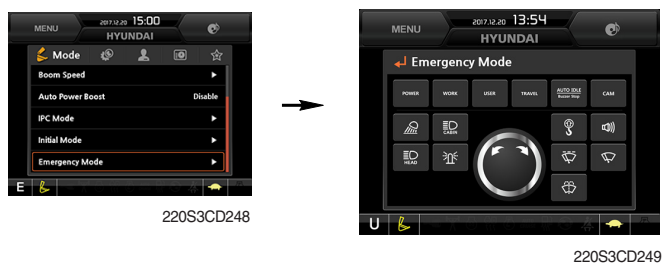 MENU
2017.12.20 15:00
HYUNDAI
Mode
Boom Speed
Auto Power Boost Disable
IPC Mode
Initial Mode
Emergency Mode
E
220S3CD248
MENU
2017.12.20 13:54
HYUNDAI
Emergency Mode
POWER WORK USER TRAVEL AUTO IDLE CAM
Buzzer Stop
CABIN
HEAD
U
220S3CD249